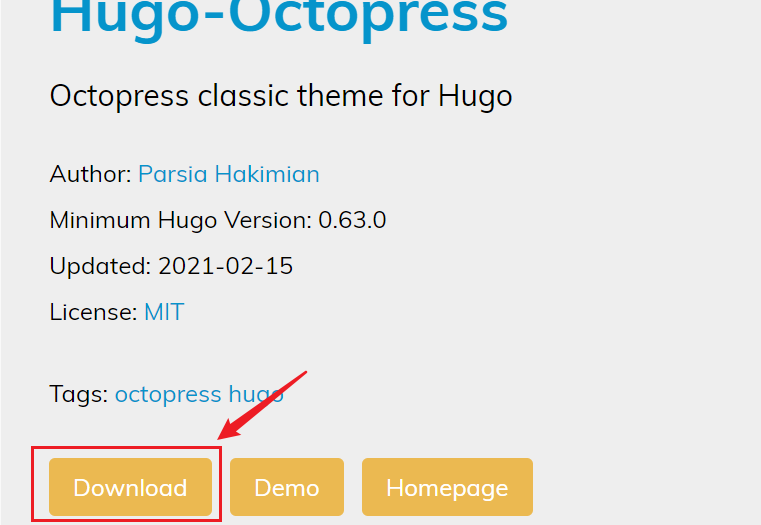 Hugo-Octopress
Octopress classic theme for Hugo
Author: Parsia Hakimian
Minimum Hugo Version: 0.63.0
Updated: 2021-02-15
License: MIT
Tags: octopress hugo
Download Demo Homepage